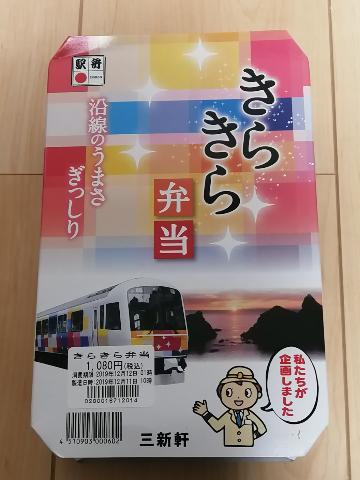 駅弁
きらきら
弁当
沿線のうまさ
ぎっしり
私たちが
企画しました
きらきら弁当
1,080円(税込)
消費期限 2019年12月12日 01時
製造日時 2019年12月11日 10時
0200016712014
4510903000602
三新軒